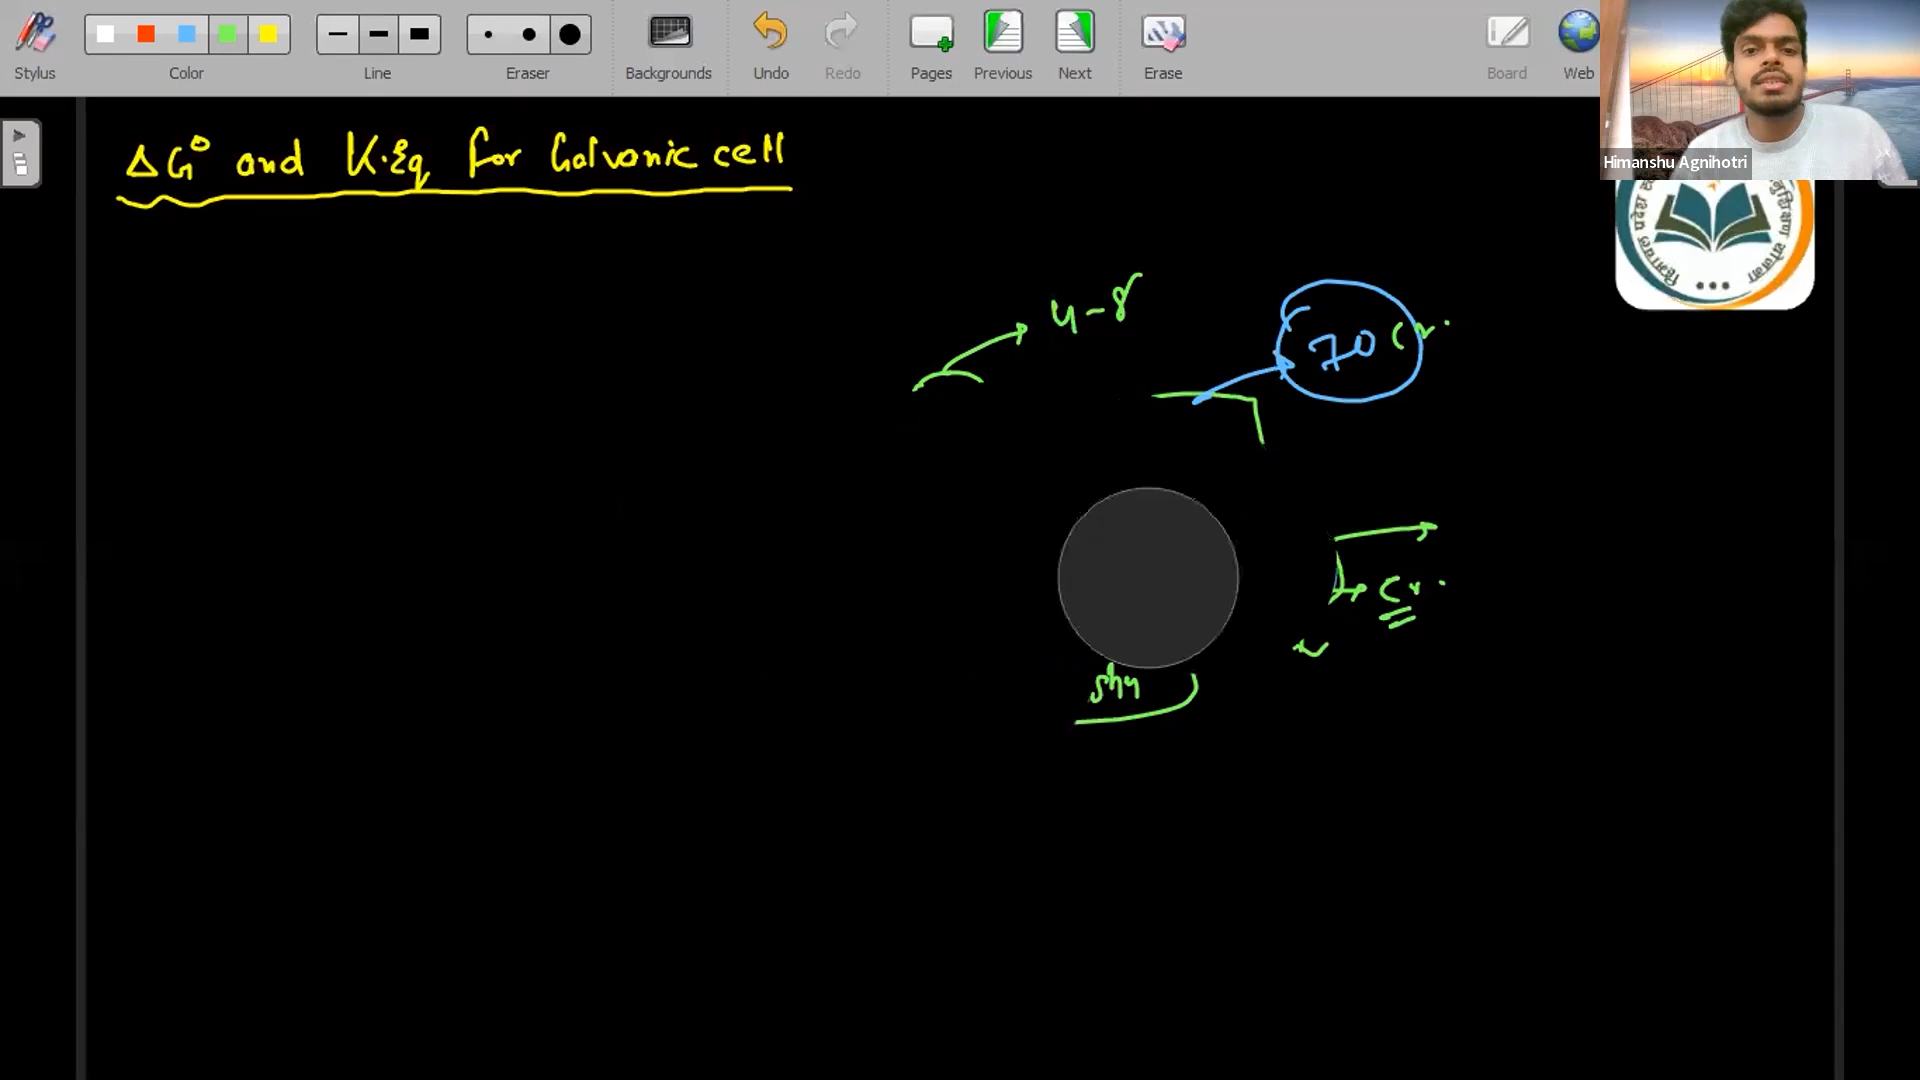 Stylus
Color
Line
Eraser
Backgrounds
Undo
Redo
Pages
Previous
Next
Erase
Board
Web
Himanshu Agnihotri
ΔG° and K.Eq for Galvanic cell
4-8
70 Cr.
Cr.